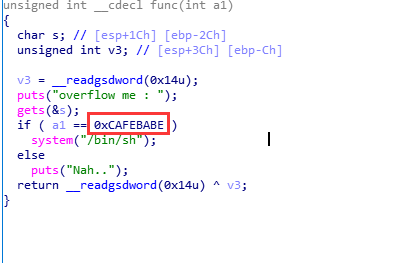 unsigned int __cdecl func(int a1)
{
  char s; // [esp+1Ch] [ebp-2Ch]
  unsigned int v3; // [esp+3Ch] [ebp-Ch]

  v3 = __readgsdword(0x14u);
  puts("overflow me : ");
  gets(&s);
  if ( a1 == 0xCAFEBABE )
    system("/bin/sh");
  else
    puts("Nah..");
  return __readgsdword(0x14u) ^ v3;
}